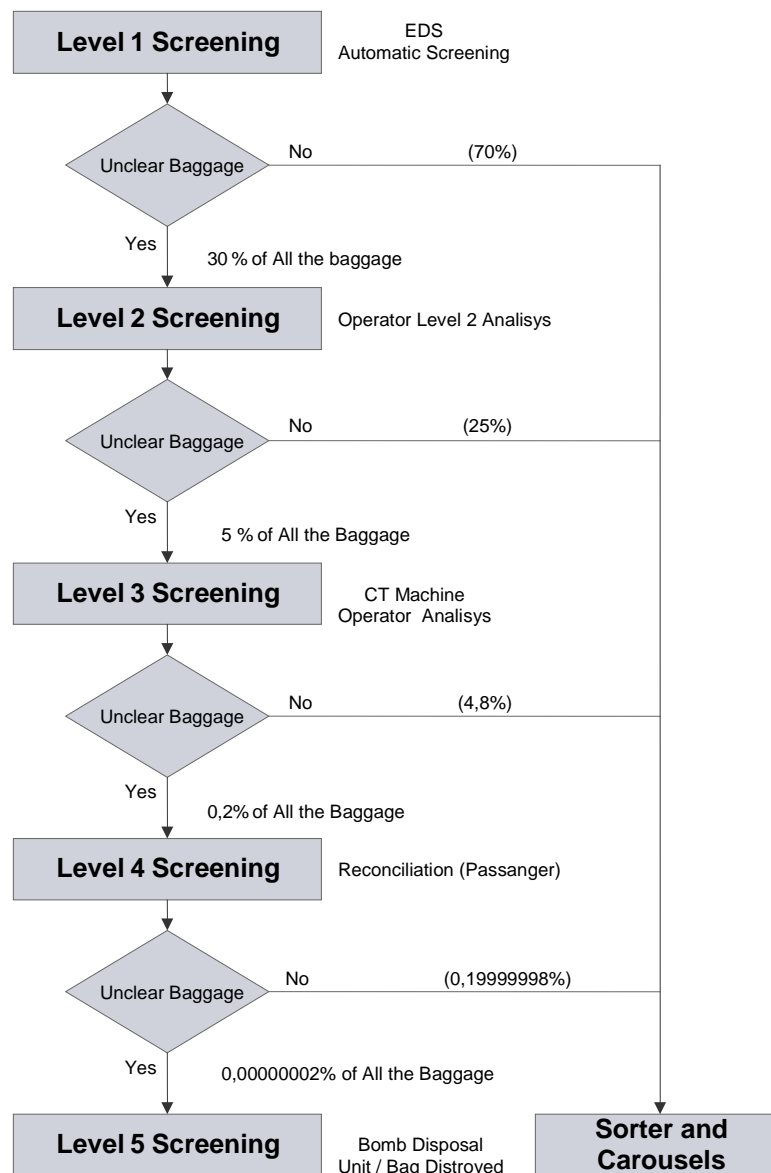 Level 1 Screening
EDS
Automatic Screening
Unclear Baggage
No
(70%)
Yes
30 % of All the baggage
Level 2 Screening
Operator Level 2 Analisys
Unclear Baggage
No
(25%)
Yes
5 % of All the Baggage
Level 3 Screening
CT Machine
Operator Analisys
Unclear Baggage
No
(4,8%)
Yes
0,2% of All the Baggage
Level 4 Screening
Reconciliation (Passanger)
Unclear Baggage
No
(0,19999998%)
Yes
0,00000002% of All the Baggage
Level 5 Screening
Bomb Disposal
Unit / Bag Distroyed
Sorter and
Carousels